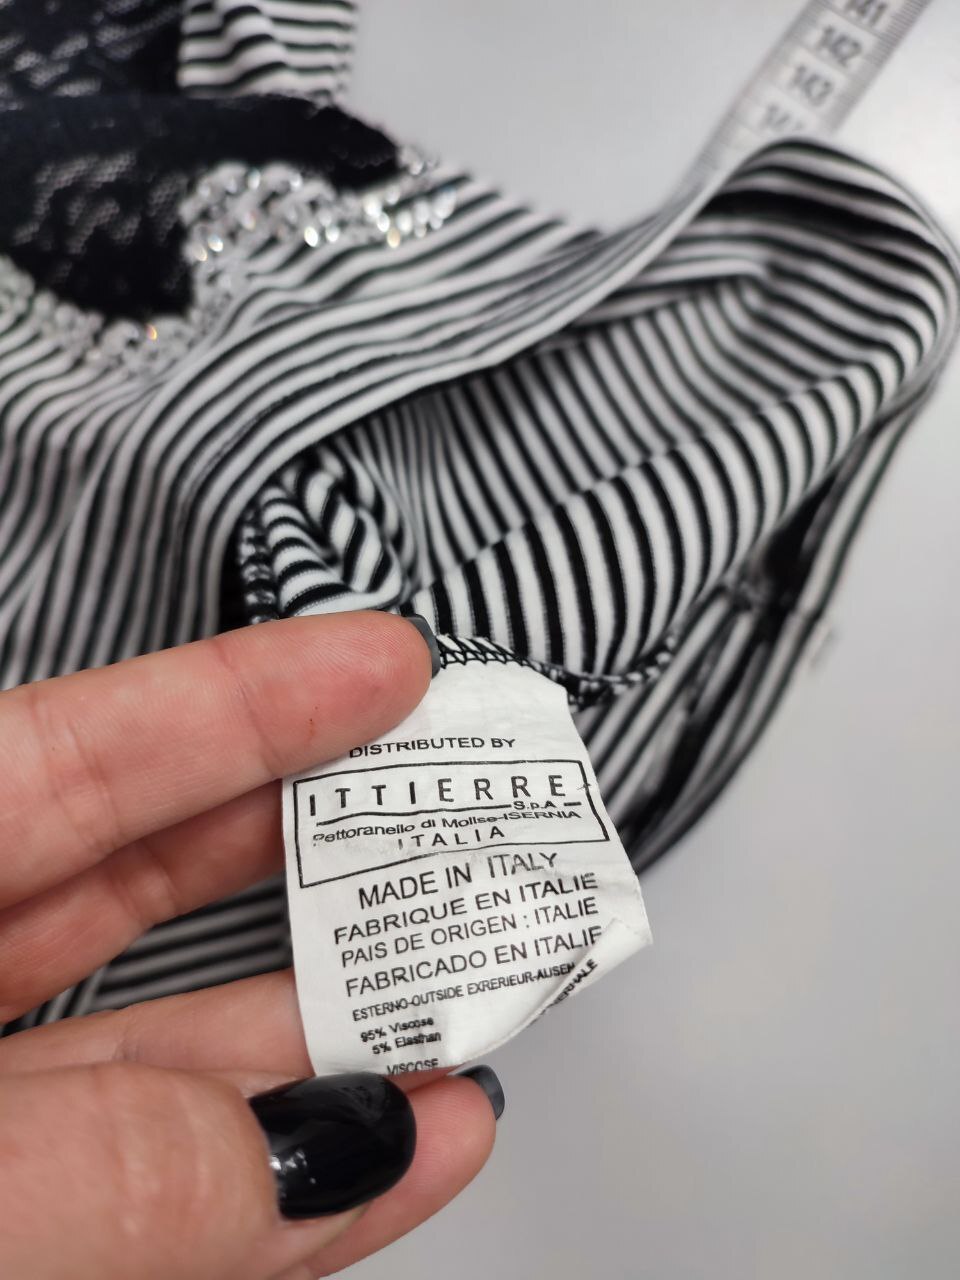 141
142
143
DISTRIBUTED BY
ITTIERRE
S.p.A
Pettoranello di Molise-ISERNIA
ITALIA
MADE IN ITALY
FABRIQUE EN ITALIE
PAIS DE ORIGEN : ITALIE
FABRICADO EN ITALIE
ESTERNO-OUTSIDE EXRERIEUR-AUSEN
95% Viscose
5% Elasthan
VISCOSE